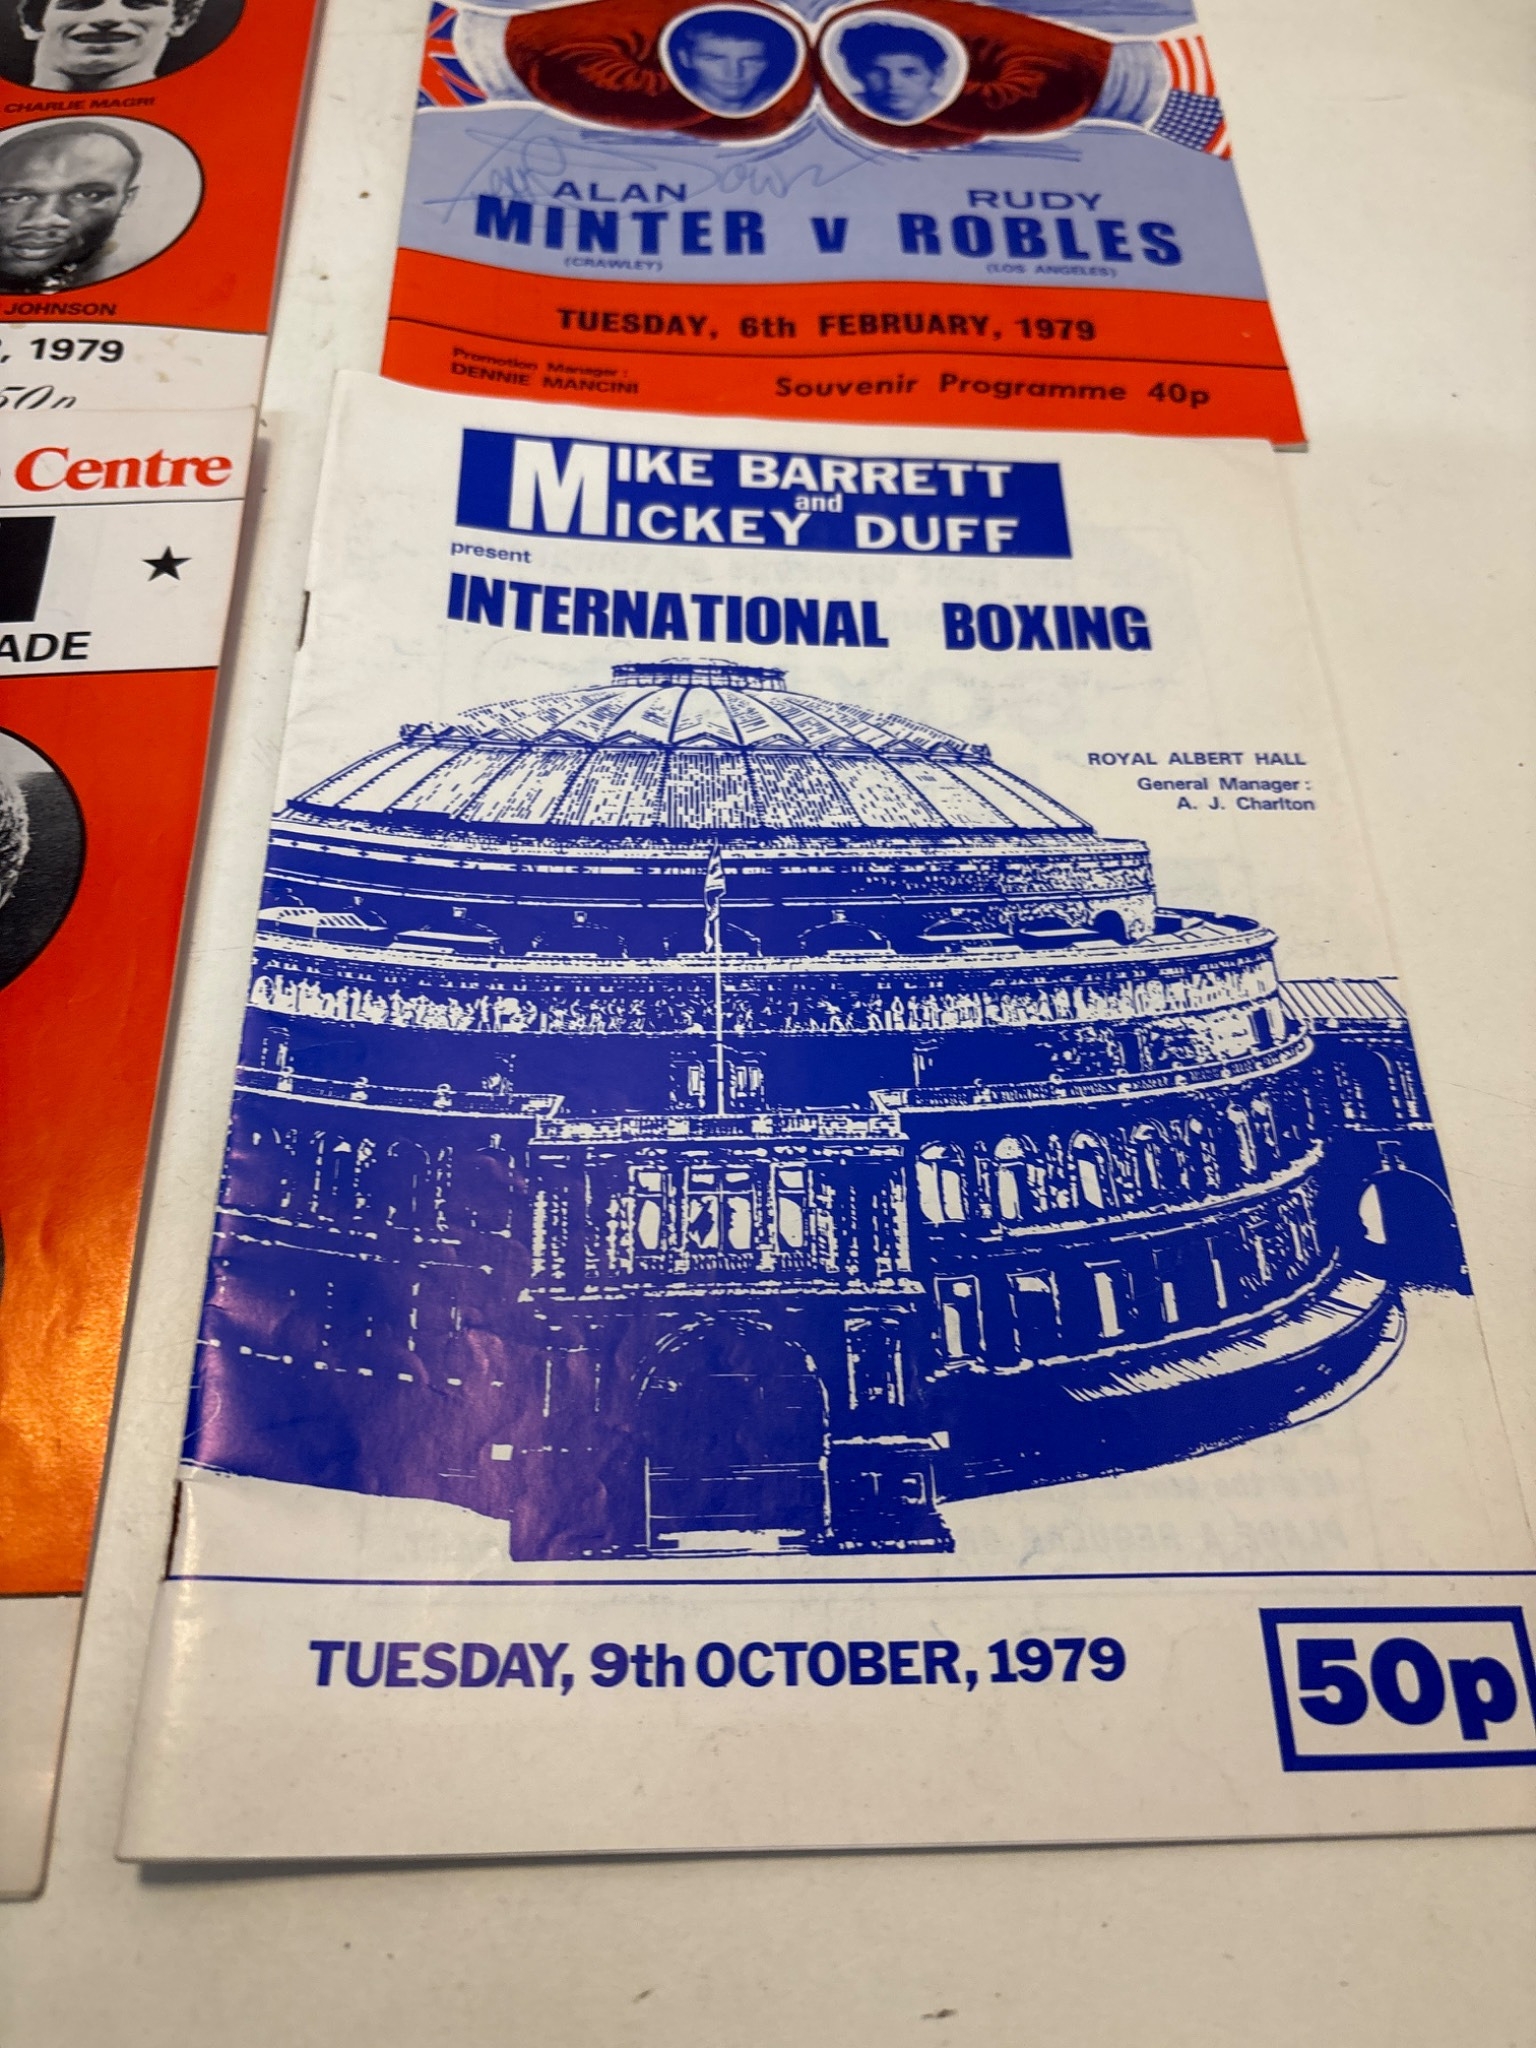 CHARLIE MAGRI
JOHNSON
, 1979
50p
Centre
ADE
ALAN
RUDY
MINTER v ROBLES
(CRAWLEY)
(LOS ANGELES)
TUESDAY, 6th FEBRUARY, 1979
Promotion Manager:
DENNIE MANCINI
Souvenir Programme 40p
MIKE BARRETT
and
MICKEY DUFF
present
INTERNATIONAL BOXING
ROYAL ALBERT HALL
General Manager:
A. J. Charlton
TUESDAY, 9th OCTOBER, 1979
50p